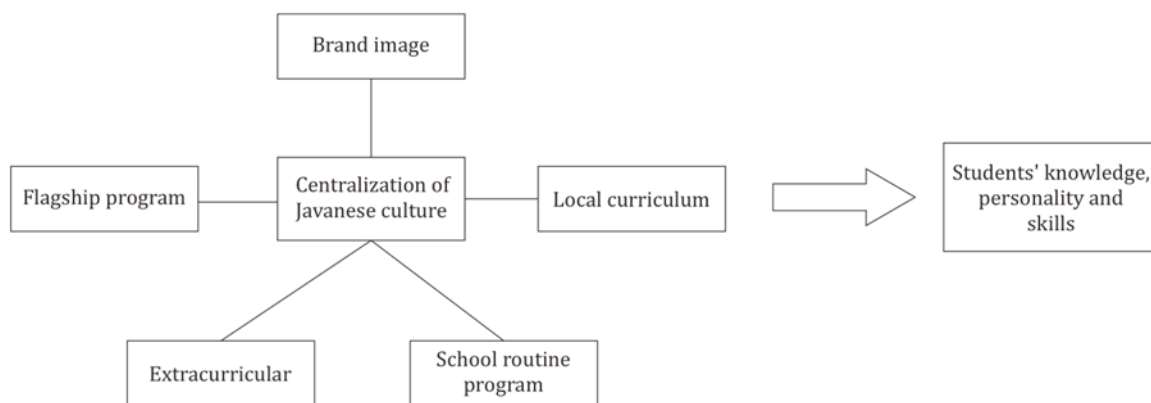 Brand image
Flagship program
Centralization of
Javanese culture
Local curriculum
Students' knowledge,
personality and
skills
Extracurricular
School routine
program